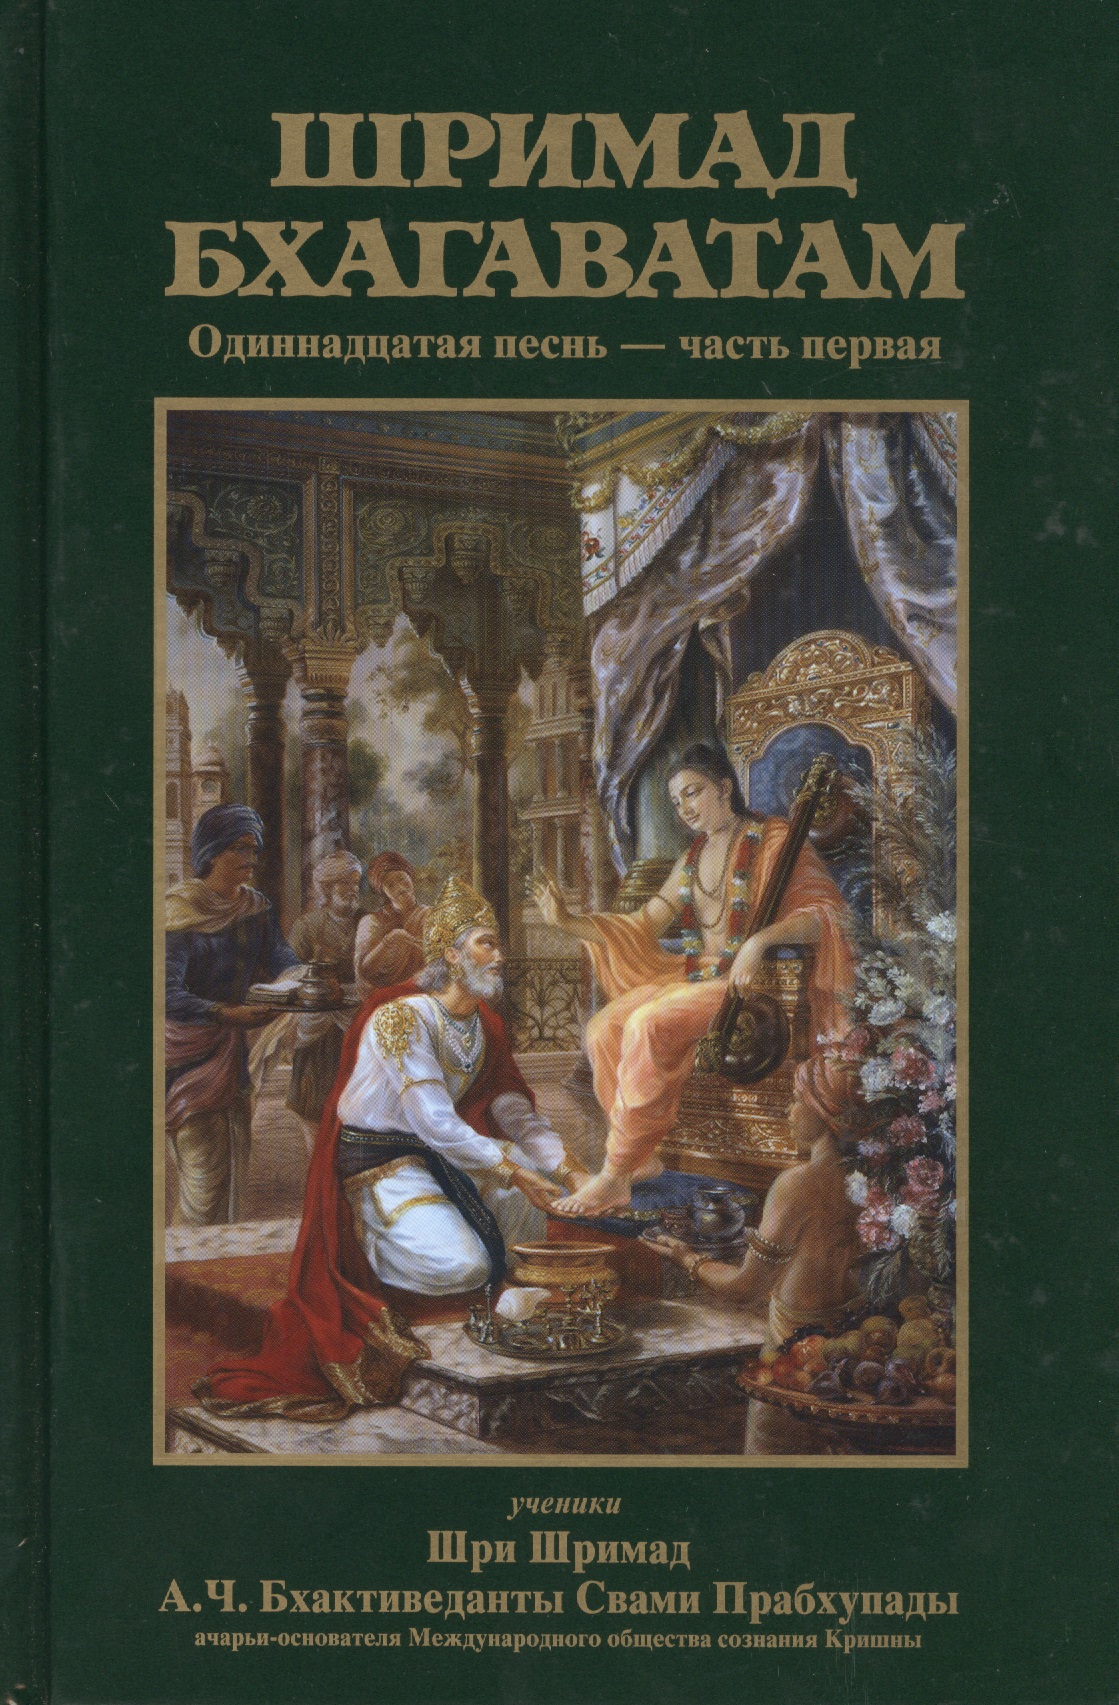 ШРИМАД
БХАГАВАТАМ
Одиннадцатая песнь — часть первая
ученики
Шри Шримад
А.Ч. Бхактиведанты Свами Прабхупады
ачарьи-основателя Международного общества сознания Кришны